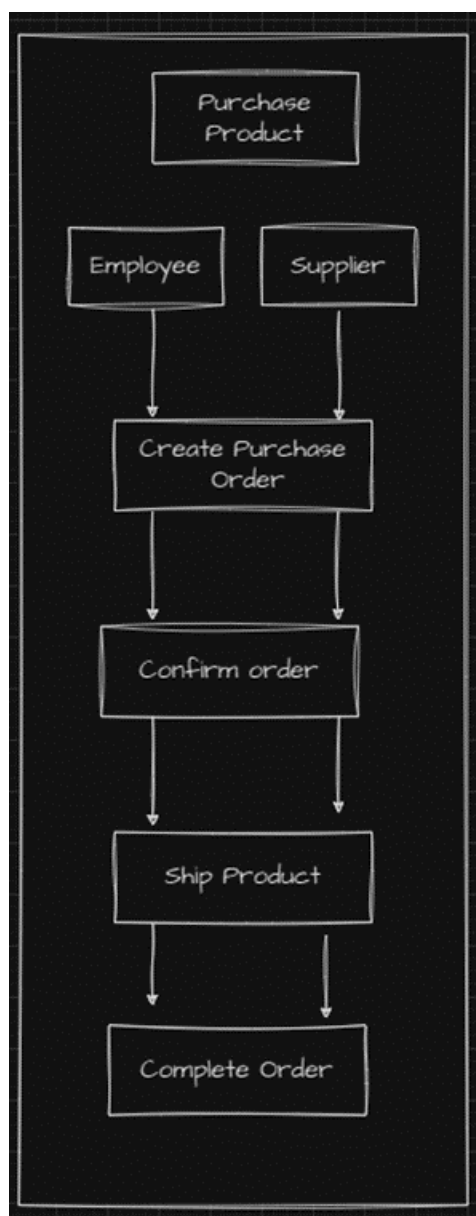 Purchase
Product
Employee
Supplier
Create Purchase
Order
Confirm order
Ship Product
Complete Order